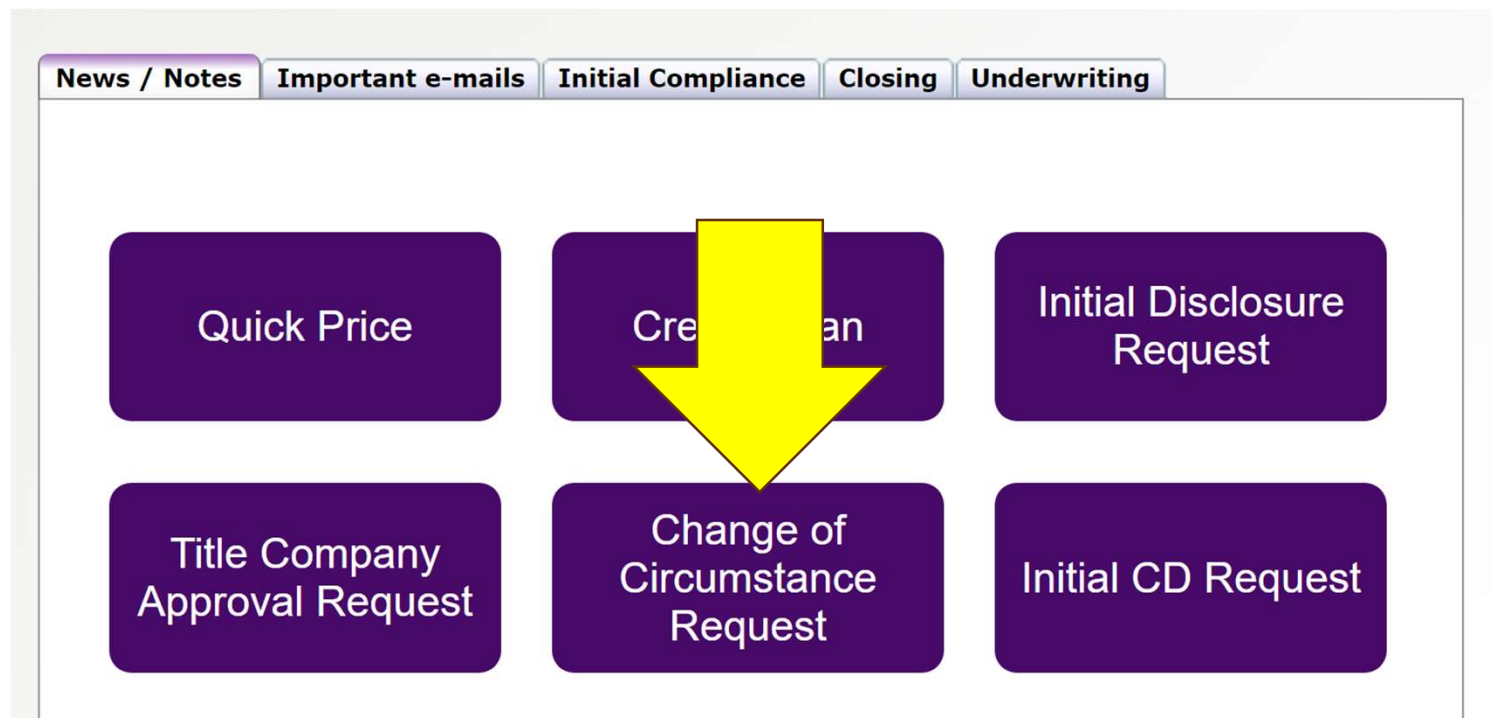 News / Notes Important e-mails Initial Compliance Closing Underwriting
Quick Price
Initial Disclosure
Request
Title Company
Approval Request
Change of
Circumstance
Request
Initial CD Request